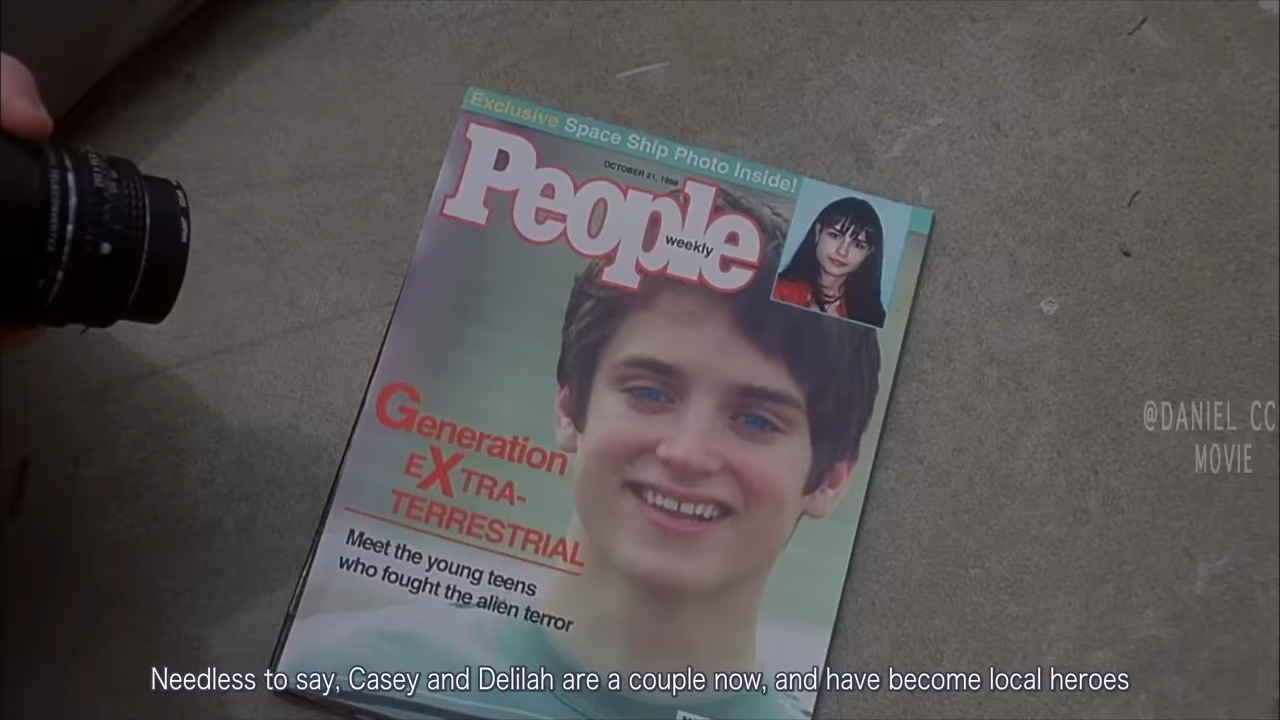 Exclusive Space Ship Photo Inside!
OCTOBER 21, 1998
People
weekly
Generation
EXTRA-
TERRESTRIAL
Meet the young teens
who fought the alien terror
@DANIEL CC
MOVIE
Needless to say, Casey and Delilah are a couple now, and have become local heroes